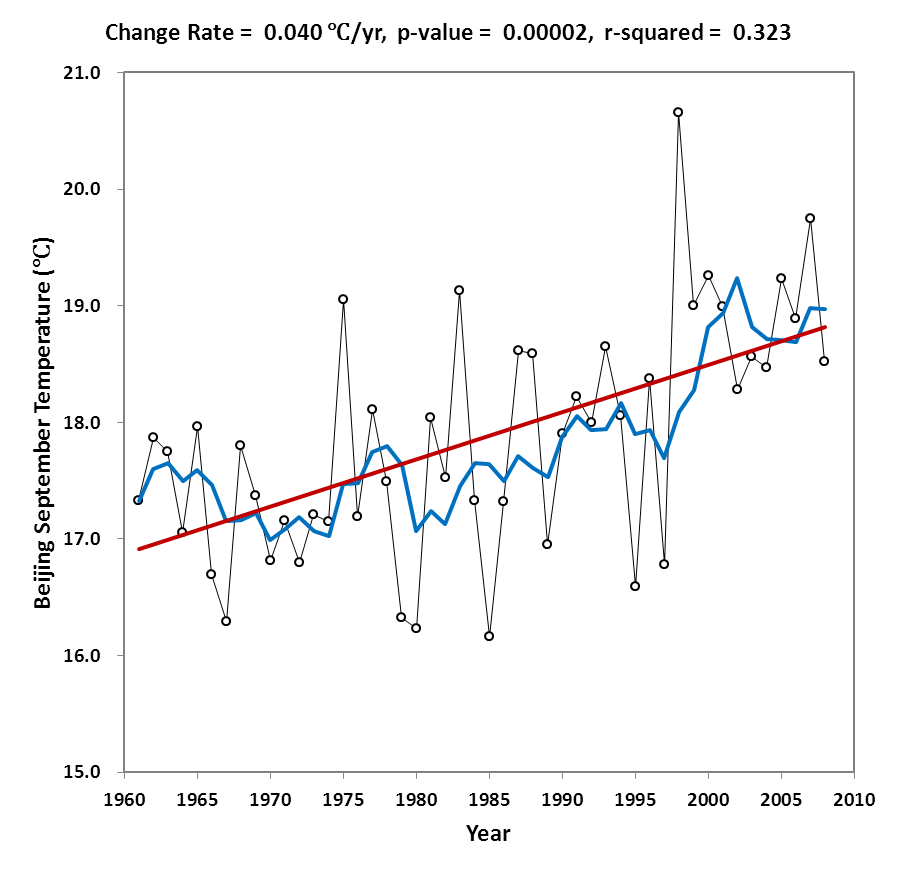 Change Rate = 0.040 ℃/yr, p-value = 0.00002, r-squared = 0.323
21.0
20.0
19.0
18.0
17.0
16.0
15.0
Beijing September Temperature (℃)
1960 1965 1970 1975 1980 1985 1990 1995 2000 2005 2010
Year